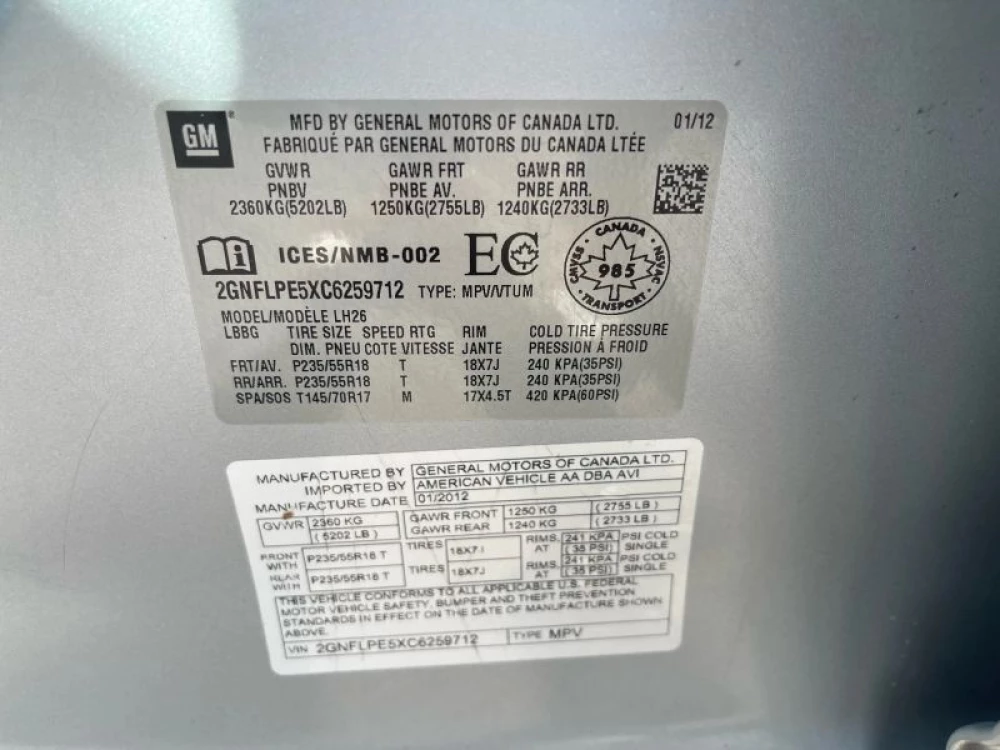 GM
MFD BY GENERAL MOTORS OF CANADA LTD. 01/12
FABRIQUÉ PAR GENERAL MOTORS DU CANADA LTÉE
GVWR GAWR FRT GAWR RR
PNBV PNBE AV. PNBE ARR.
2360KG(5202LB) 1250KG(2755LB) 1240KG(2733LB)
ICES/NMB-002 EC
CANADA
CMVSS 985 NSVAC
TRANSPORT
2GNFLPE5XC6259712 TYPE: MPV/VTUM
MODEL/MODÈLE LH26
LBBG TIRE SIZE SPEED RTG RIM COLD TIRE PRESSURE
DIM. PNEU COTE VITESSE JANTE PRESSION À FROID
FRT/AV. P235/55R18 T 18X7J 240 KPA(35PSI)
RR/ARR. P235/55R18 T 18X7J 240 KPA(35PSI)
SPA/SOS T145/70R17 M 17X4.5T 420 KPA(60PSI)
MANUFACTURED BY GENERAL MOTORS OF CANADA LTD.
IMPORTED BY AMERICAN VEHICLE AA DBA AVI
MANUFACTURE DATE 01/2012
GVWR 2360 KG GAWR FRONT 1250 KG (2755 LB)
(5202 LB) GAWR REAR 1240 KG (2733 LB)
FRONT WITH P235/55R18 T TIRES 18X7J RIMS. AT 241 KPA (35 PSI) PSI COLD SINGLE
REAR WITH P235/55R18 T TIRES 18X7J RIMS. AT 241 KPA (35 PSI) PSI COLD SINGLE
THIS VEHICLE CONFORMS TO ALL APPLICABLE U.S. FEDERAL
MOTOR VEHICLE SAFETY, BUMPER AND THEFT PREVENTION
STANDARDS IN EFFECT ON THE DATE OF MANUFACTURE SHOWN
ABOVE.
VIN 2GNFLPE5XC6259712 TYPE MPV